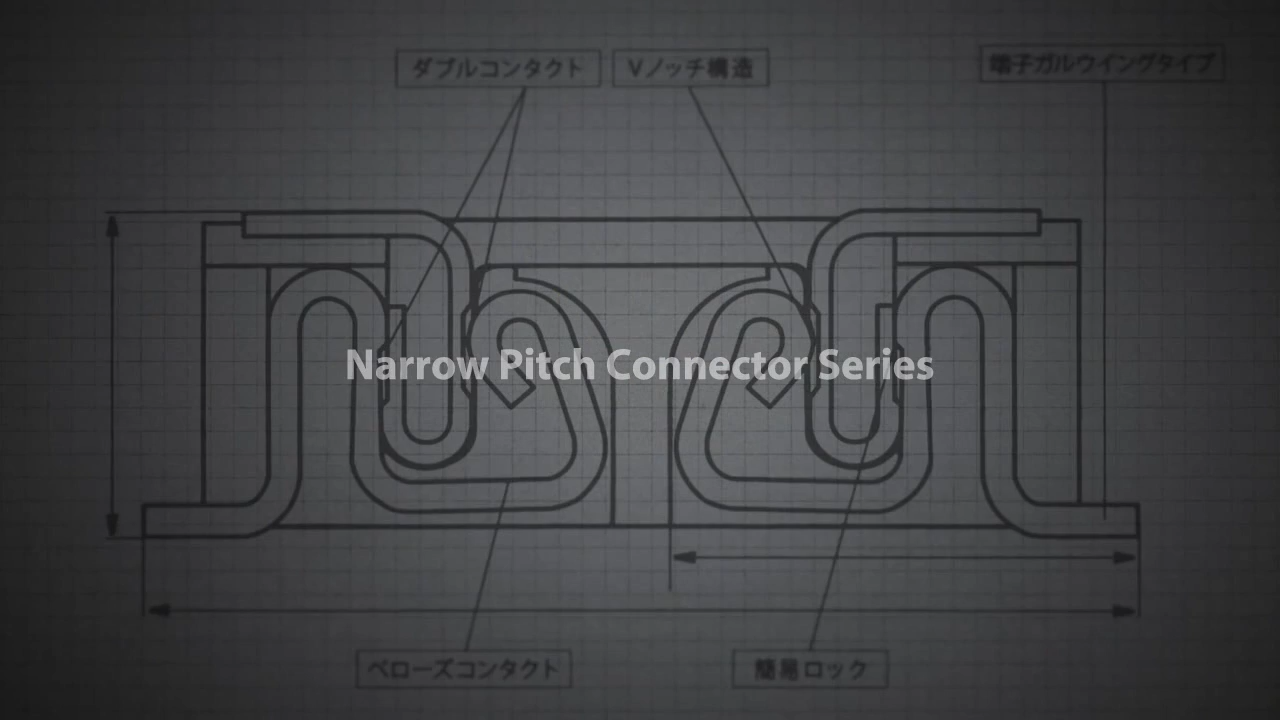 ダブルコンタクト
Vノッチ構造
端子ガルウイングタイプ
Narrow Pitch Connector Series
ベローズコンタクト
簡易ロック